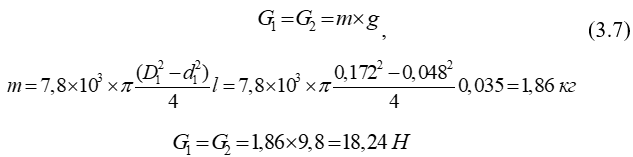 G₁=G₂=m×g, (3.7)
m=7,8×10³×π(D₁²−d₁²)/4 l=7,8×10³×π 0,172²−0,048²/4 0,035=1,86 кг
G₁=G₂=1,86×9,8=18,24 Н